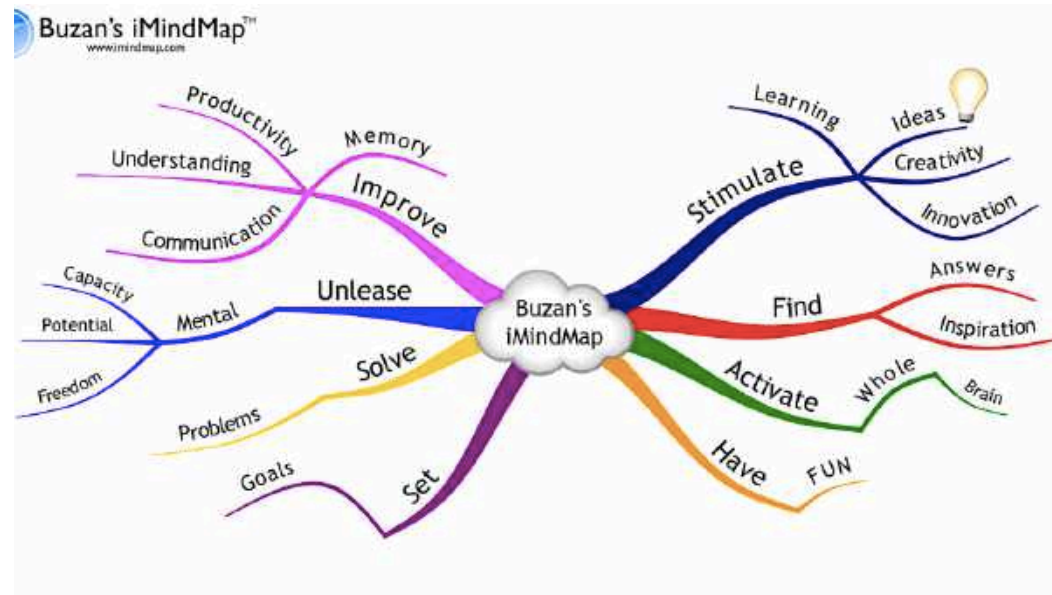 Buzan's iMindMap™
www.imindmap.com
Buzan's
iMindMap
Stimulate
Learning
Ideas
Creativity
Innovation
Find
Answers
Inspiration
Activate
Whole
Brain
Have
FUN
Set
Goals
Solve
Problems
Unlease
Mental
Capacity
Potential
Freedom
Improve
Productivity
Memory
Understanding
Communication